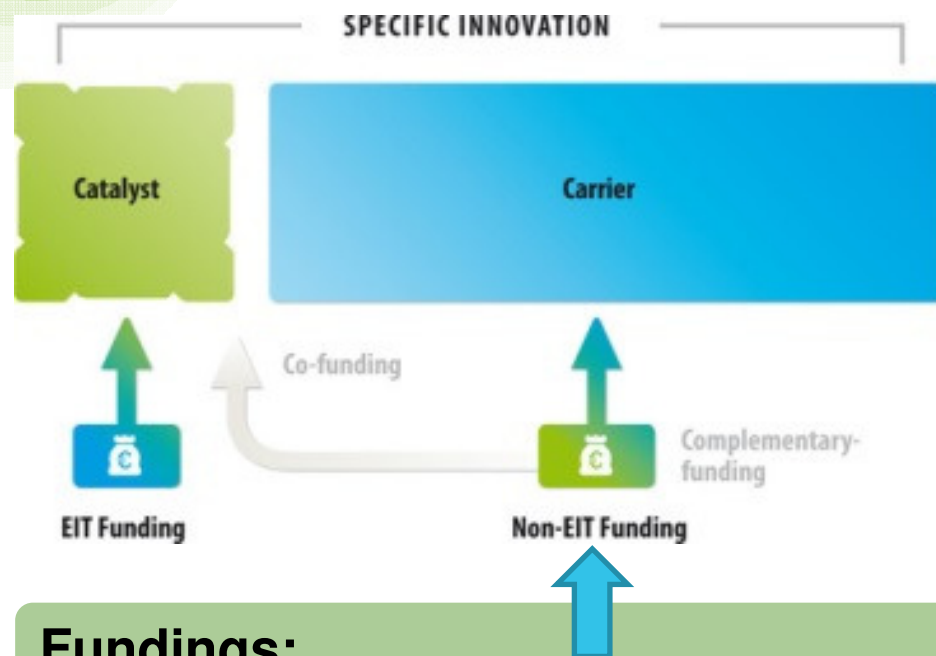 SPECIFIC INNOVATION
Catalyst
Carrier
Co-funding
Complementary-
funding
EIT Funding
Non-EIT Funding
Fundings: